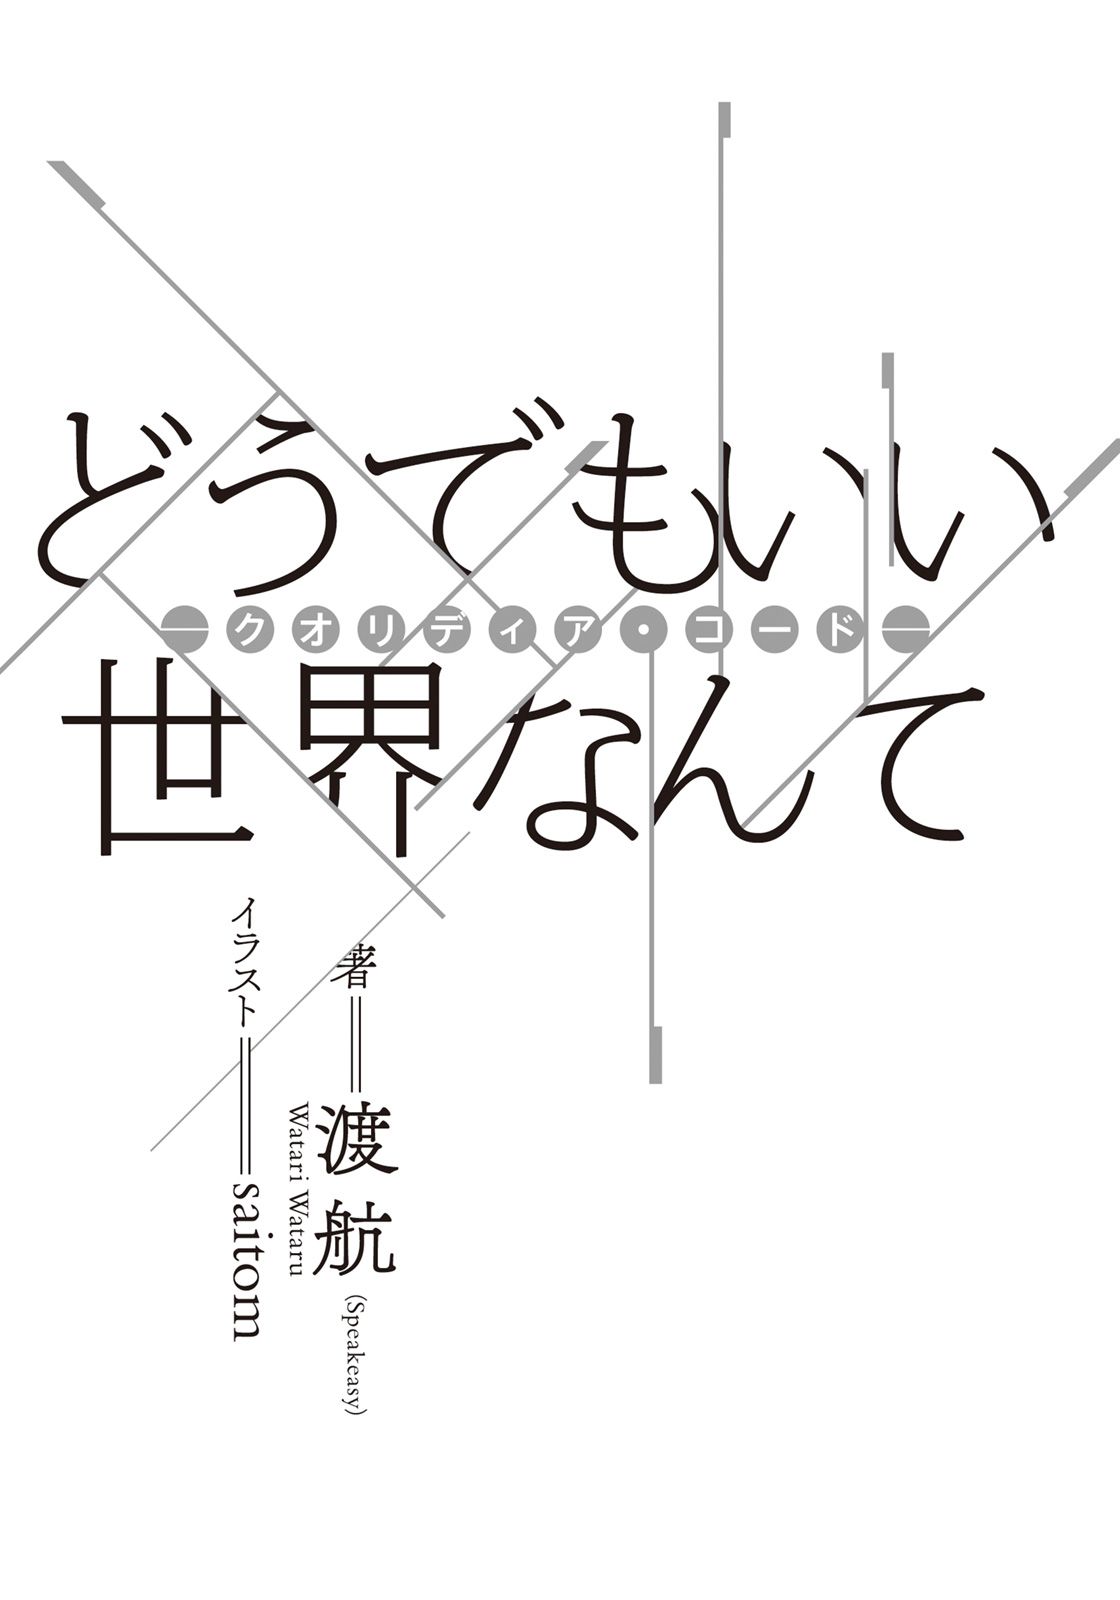 どうでもいい
―クオリディア・コード―
世界なんて
著＝渡航
Watari Wataru
(Speakeasy)
イラスト＝saitom